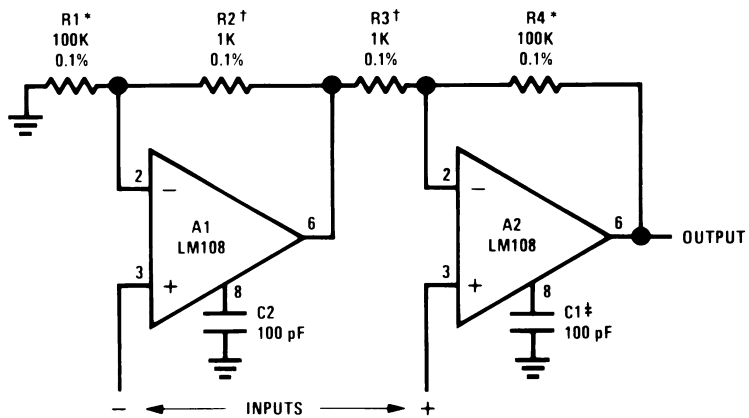 R1*
100K
0.1%
R2†
1K
0.1%
R3†
1K
0.1%
R4*
100K
0.1%
2
−
A1
LM108
6
3
+
8
C2
100 pF
2
−
A2
LM108
6
OUTPUT
3
+
8
C1‡
100 pF
− INPUTS +